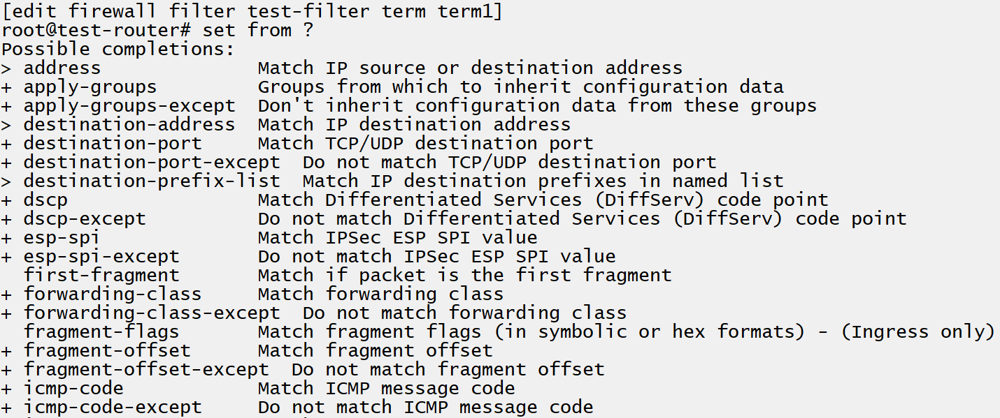 [edit firewall filter test-filter term term1]
root@test-router# set from ?
Possible completions:
> address              Match IP source or destination address
+ apply-groups         Groups from which to inherit configuration data
+ apply-groups-except  Don't inherit configuration data from these groups
> destination-address  Match IP destination address
+ destination-port     Match TCP/UDP destination port
+ destination-port-except  Do not match TCP/UDP destination port
> destination-prefix-list  Match IP destination prefixes in named list
+ dscp                 Match Differentiated Services (DiffServ) code point
+ dscp-except          Do not match Differentiated Services (DiffServ) code point
+ esp-spi              Match IPSec ESP SPI value
+ esp-spi-except       Do not match IPSec ESP SPI value
  first-fragment       Match if packet is the first fragment
+ forwarding-class     Match forwarding class
+ forwarding-class-except  Do not match forwarding class
  fragment-flags       Match fragment flags (in symbolic or hex formats) - (Ingress only)
+ fragment-offset      Match fragment offset
+ fragment-offset-except  Do not match fragment offset
+ icmp-code            Match ICMP message code
+ icmp-code-except     Do not match ICMP message code